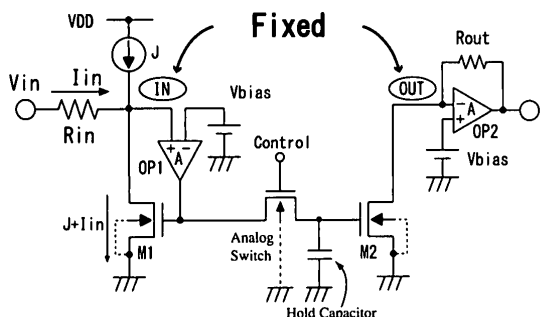 Fixed
VDD
J
Rout
Vin
Iin
IN
OUT
Rin
Vbias
+ -
A
OP1
- A
+
OP2
Control
Vbias
J+Iin
M1
Analog
Switch
M2
Hold Capacitor